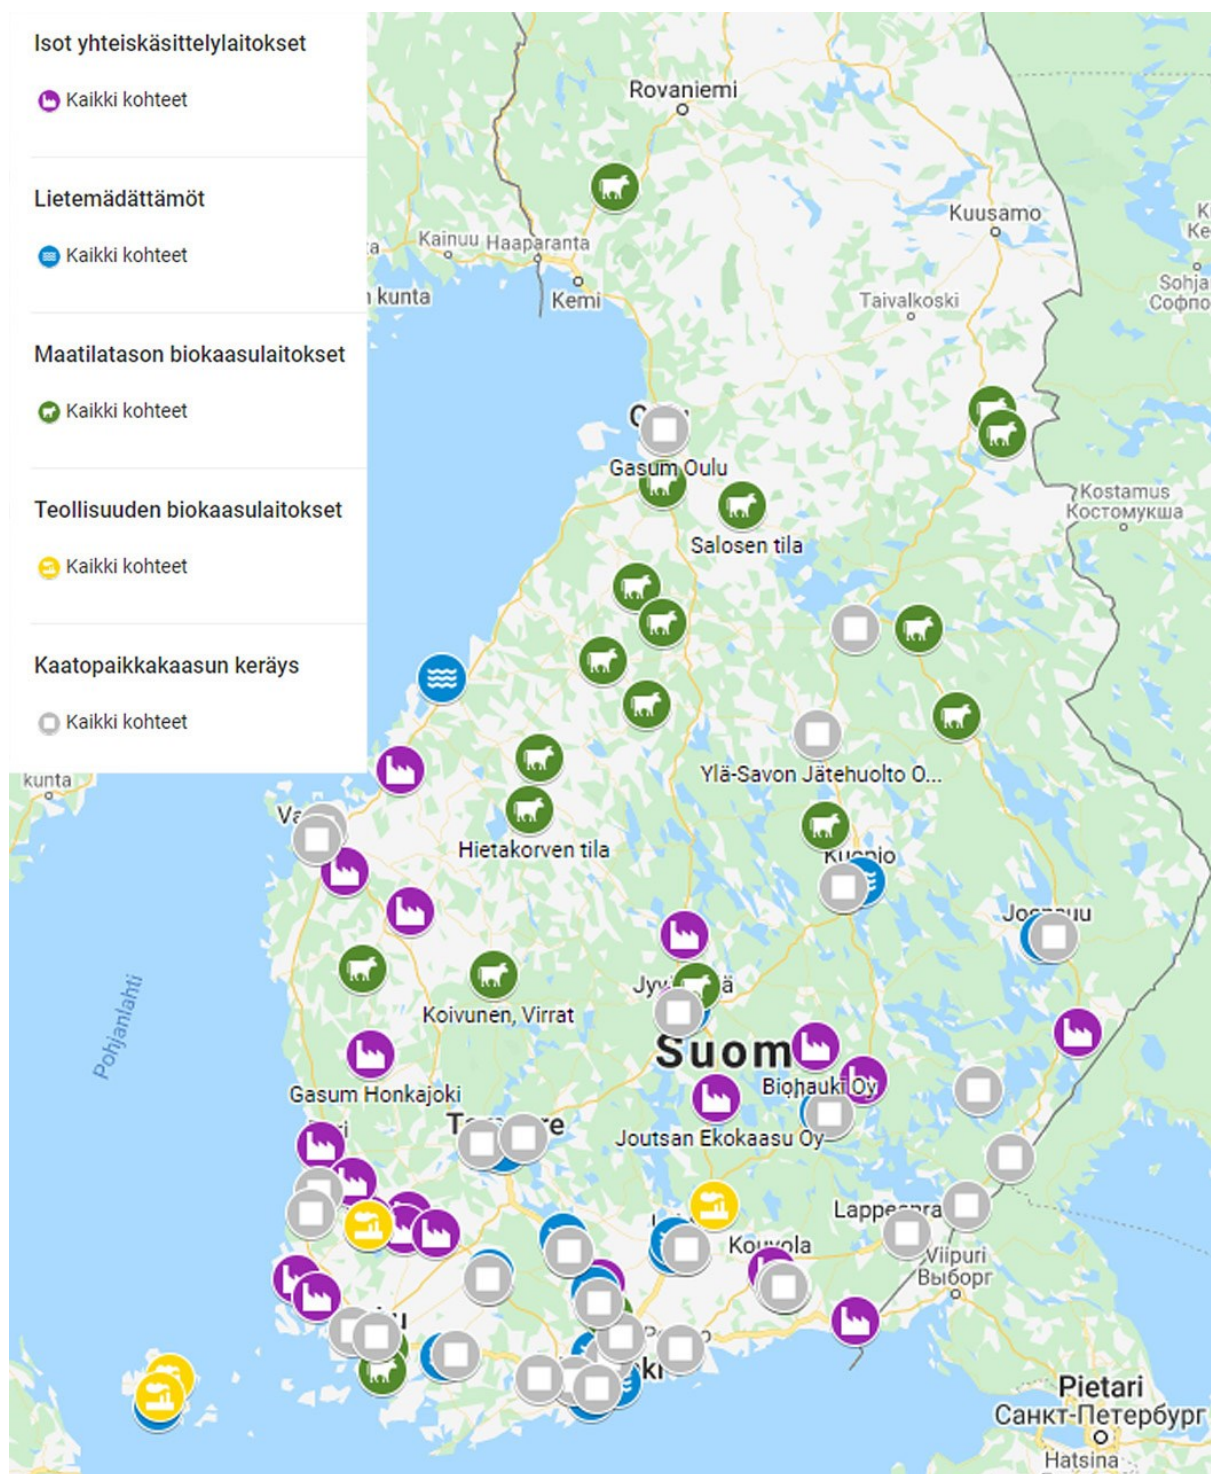 Isot yhteiskäsittelylaitokset
Kaikki kohteet
Lietemädättämöt
Kaikki kohteet
Maatilatason biokaasulaitokset
Kaikki kohteet
Teollisuuden biokaasulaitokset
Kaikki kohteet
Kaatopaikkakaasun keräys
Kaikki kohteet
Rovaniemi
Kuusamo
Kainuu
Haaparanta
kunta
Kemi
Taivalkoski
Gasum Oulu
Kostamus
Костомукша
Salosen tila
kunta
Ylä-Savon Jätehuolto O...
Hietakorven tila
Kuopio
Pohjanlahti
Koivunen, Virrat
Suom
Biohauki Oy
Gasum Honkajoki
Joutsan Ekokaasu Oy
Kouvola
Viipuri
Выборг
Pietari
Санкт-Петербург
Hatsina